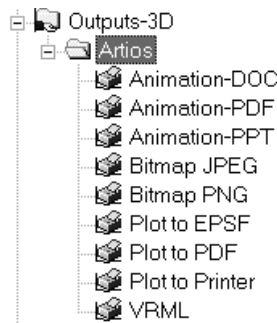 Outputs-3D
Artios
Animation-DOC
Animation-PDF
Animation-PPT
Bitmap JPEG
Bitmap PNG
Plot to EPSF
Plot to PDF
Plot to Printer
VRML